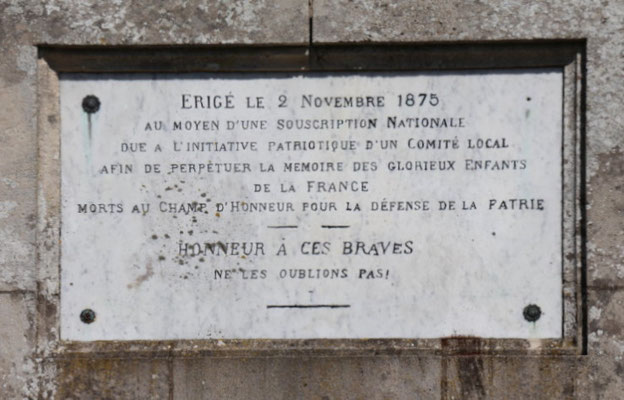 ERIGÉ LE 2 NOVEMBRE 1875
AU MOYEN D'UNE SOUSCRIPTION NATIONALE
DUE A L'INITIATIVE PATRIOTIQUE D'UN COMITÉ LOCAL
AFIN DE PERPÉTUER LA MEMOIRE DES GLORIEUX ENFANTS
DE LA FRANCE
MORTS AU CHAMP D'HONNEUR POUR LA DÉFENSE DE LA PATRIE
HONNEUR A CES BRAVES
NE LES OUBLIONS PAS!